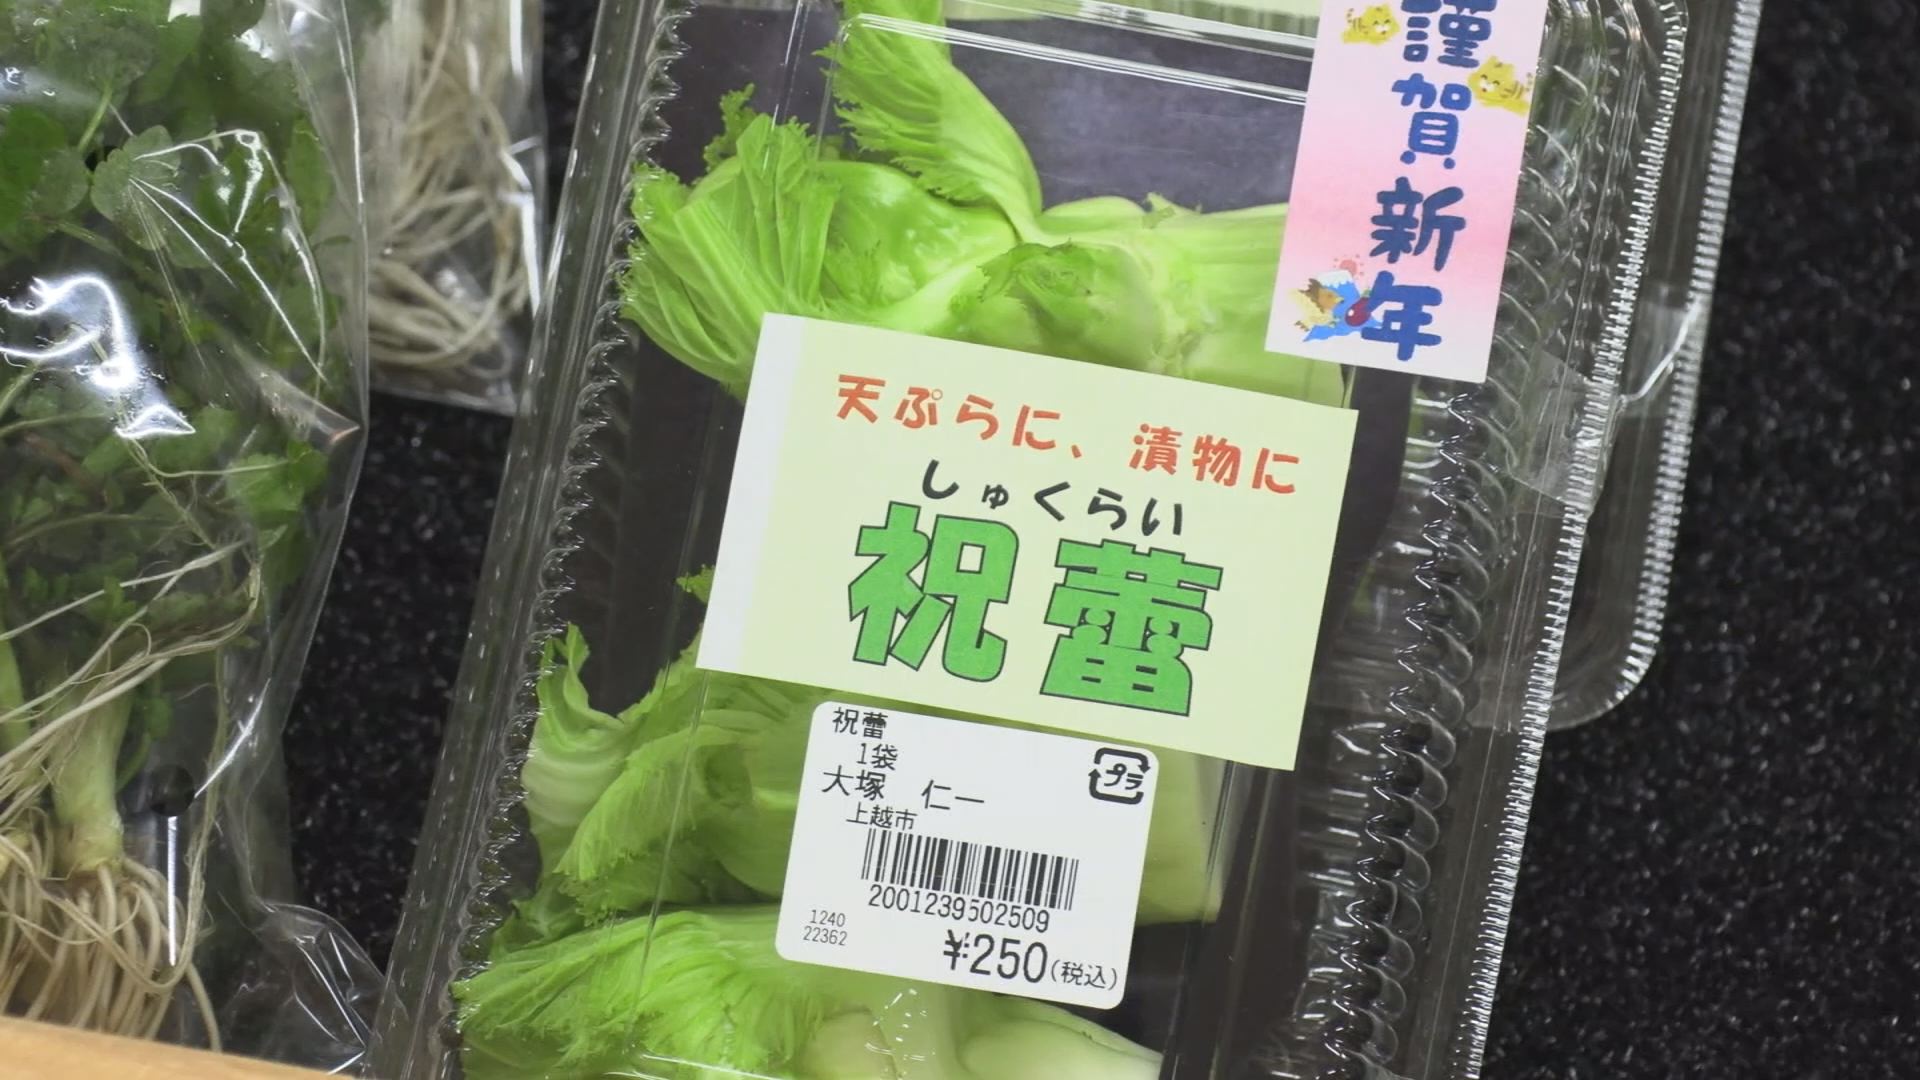 謹賀新年
天ぷらに、漬物に
しゅくらい
祝蕾
祝蕾
1袋
プラ
大塚 仁一
上越市
2001239502509
1240
22362
¥250(税込)